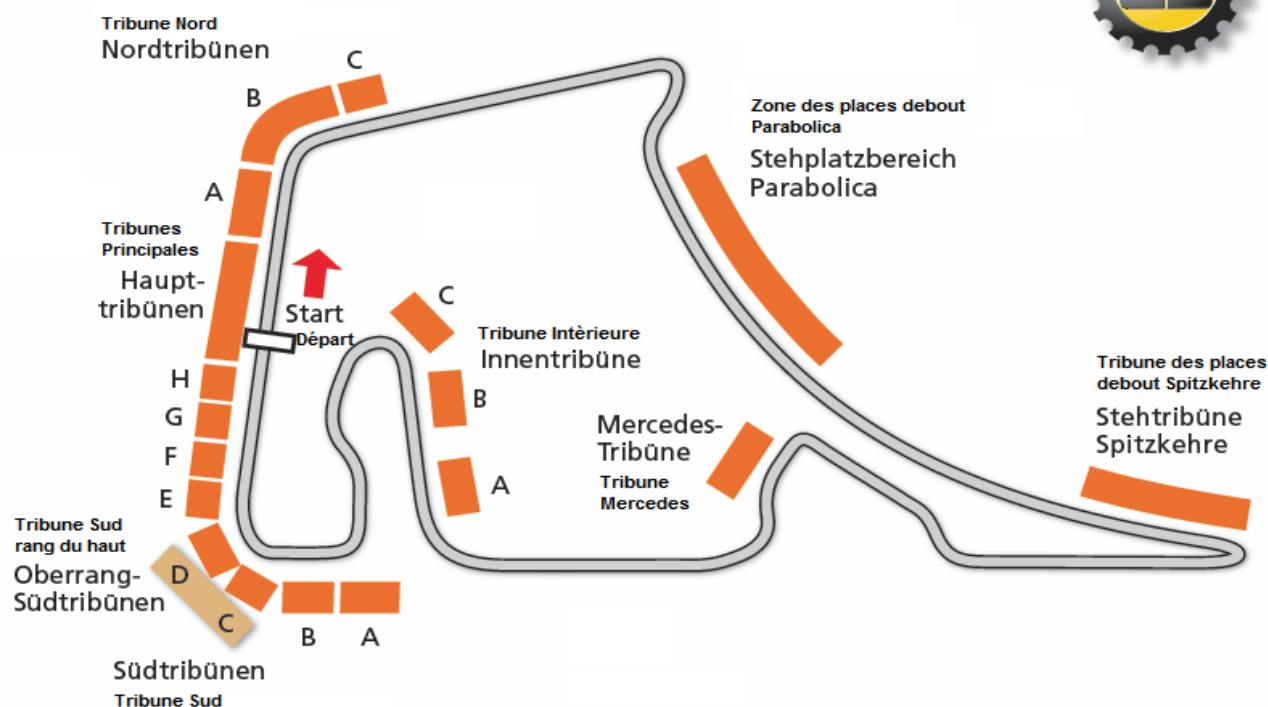 Tribune Nord
Nordtribünen
C
B
A
Tribunes
Principales
Haupt-
tribünen
Start
Départ
H
G
F
E
Tribune Sud
rang du haut
Oberrang-
Südtribünen
D
C
B
A
Südtribünen
Tribune Sud
C
Tribune Intèrieure
Innentribüne
B
A
Mercedes-
Tribüne
Tribune
Mercedes
Zone des places debout
Parabolica
Stehplatzbereich
Parabolica
Tribune des places
debout Spitzkehre
Stehtribüne
Spitzkehre